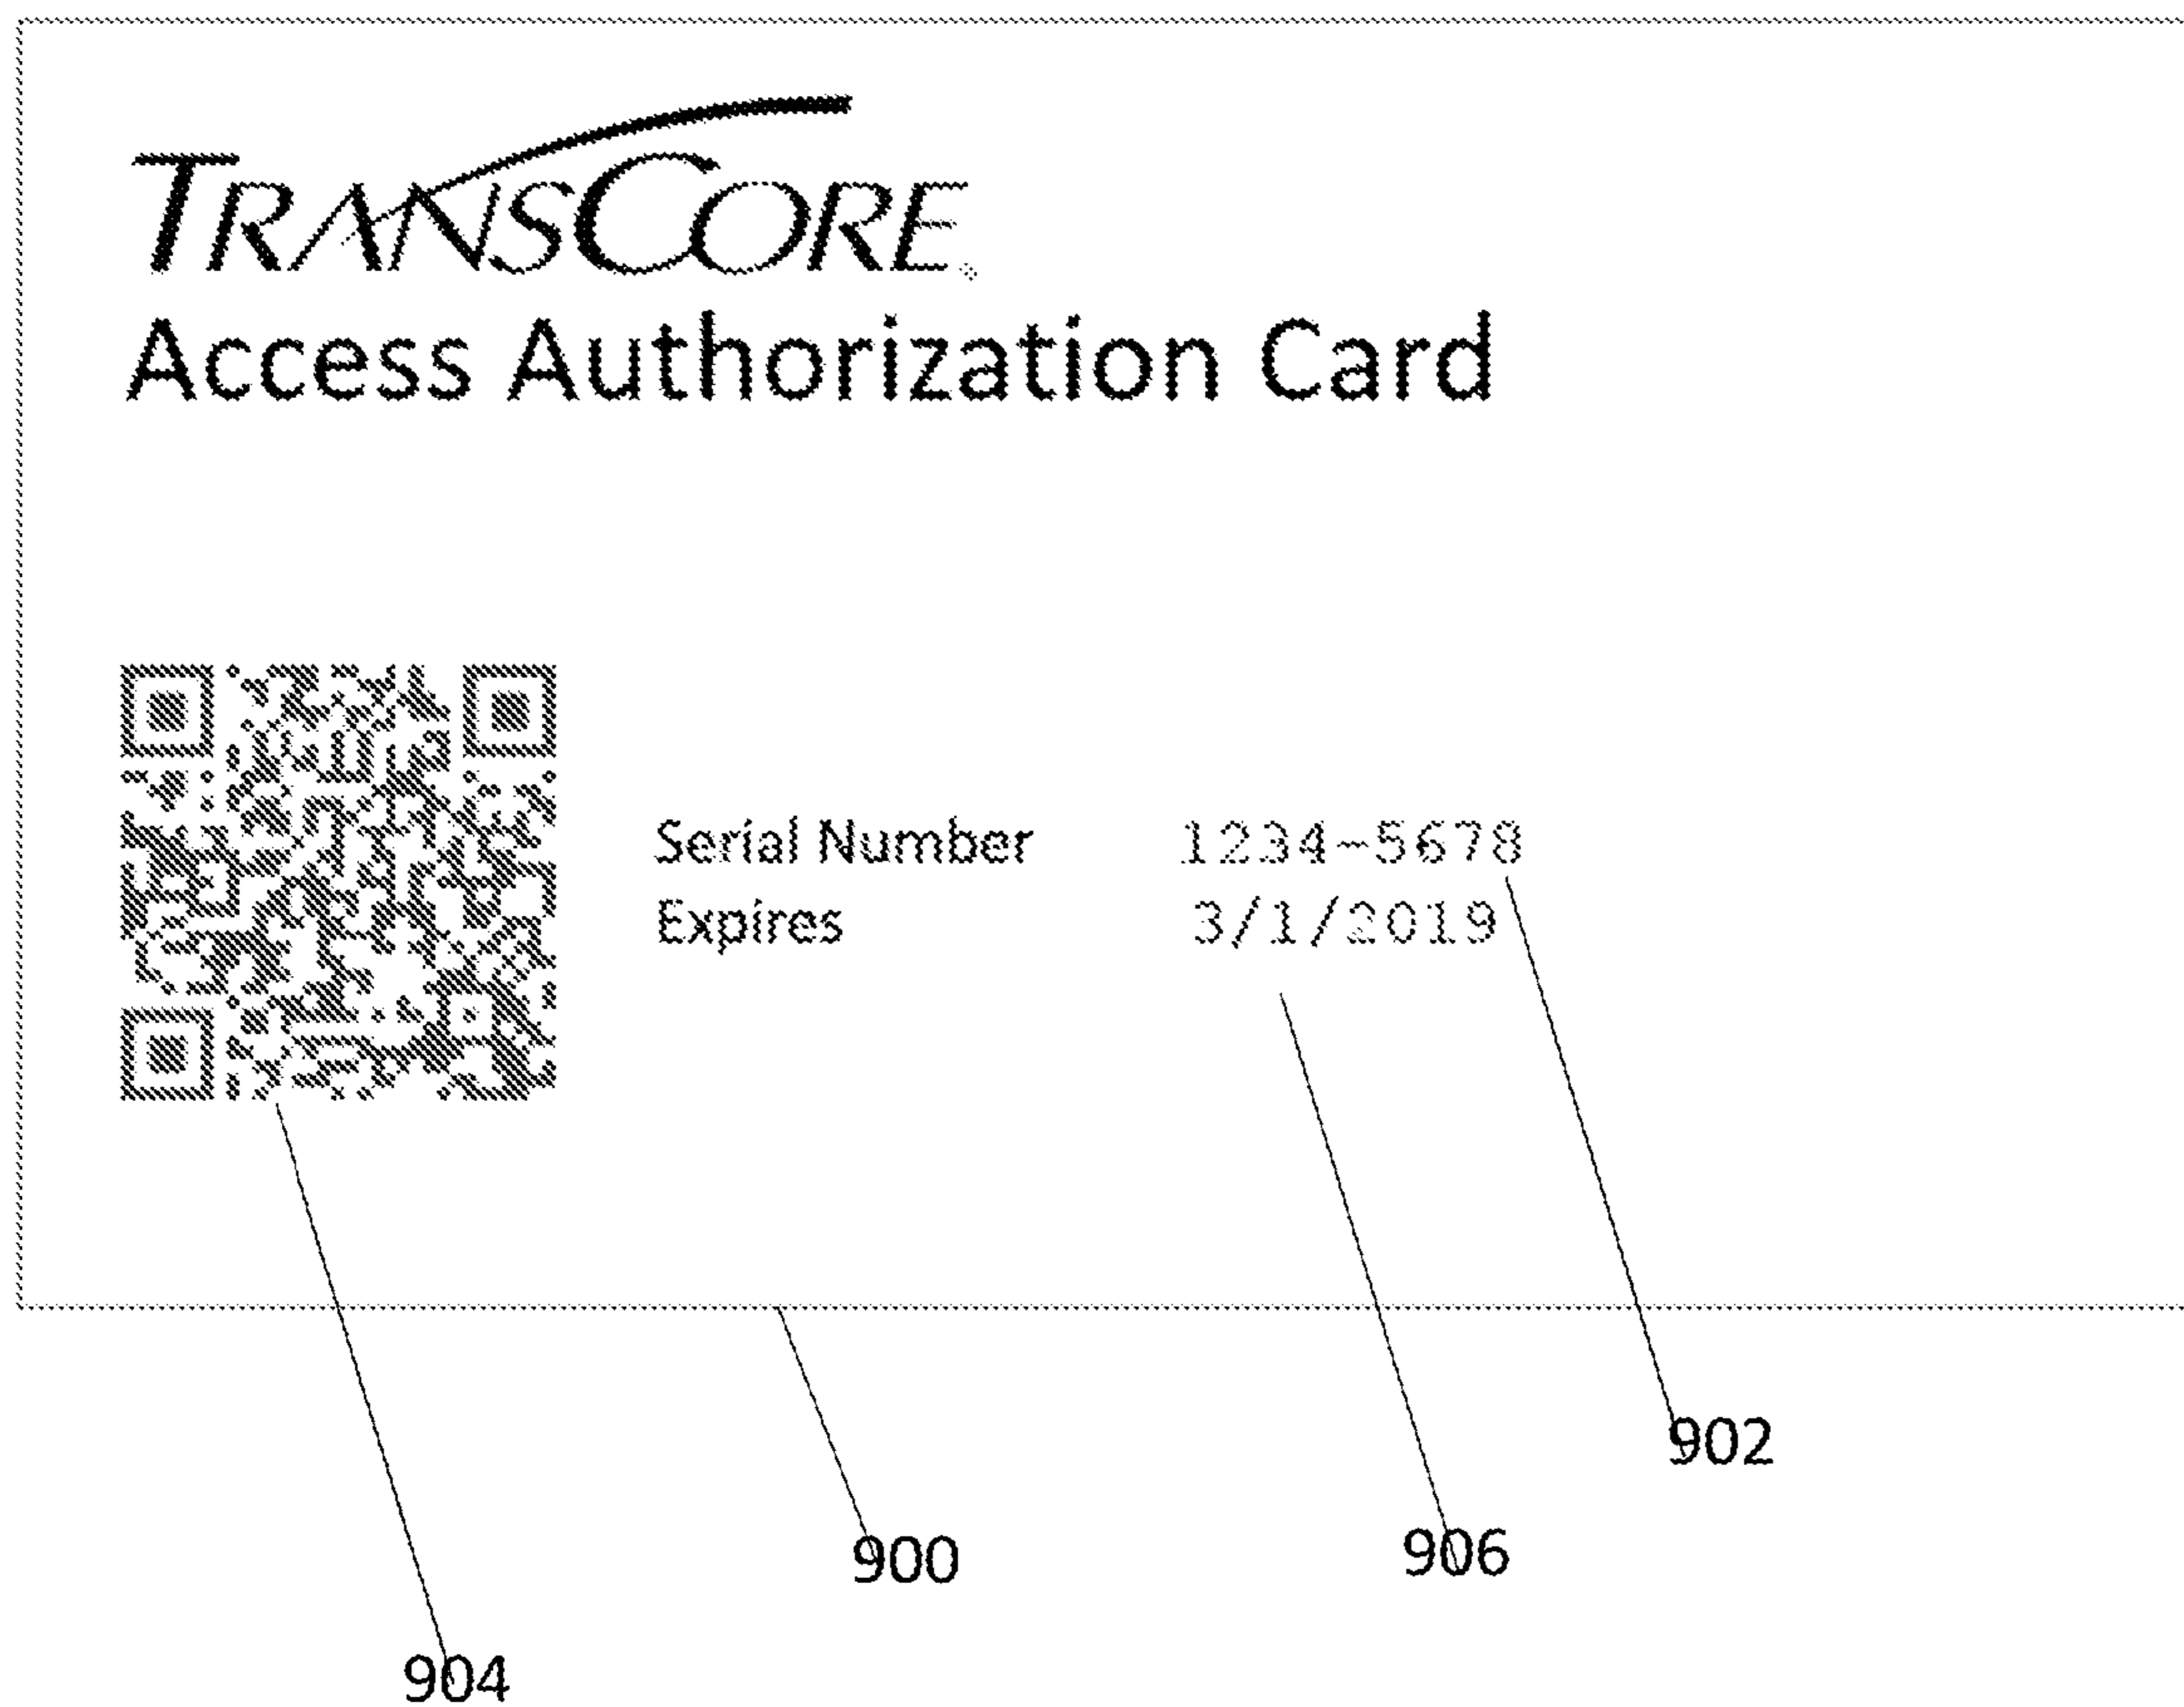 TRANSCORE
Access Authorization Card
Serial Number 1234-5678
Expires 3/1/2019
902
906
900
904